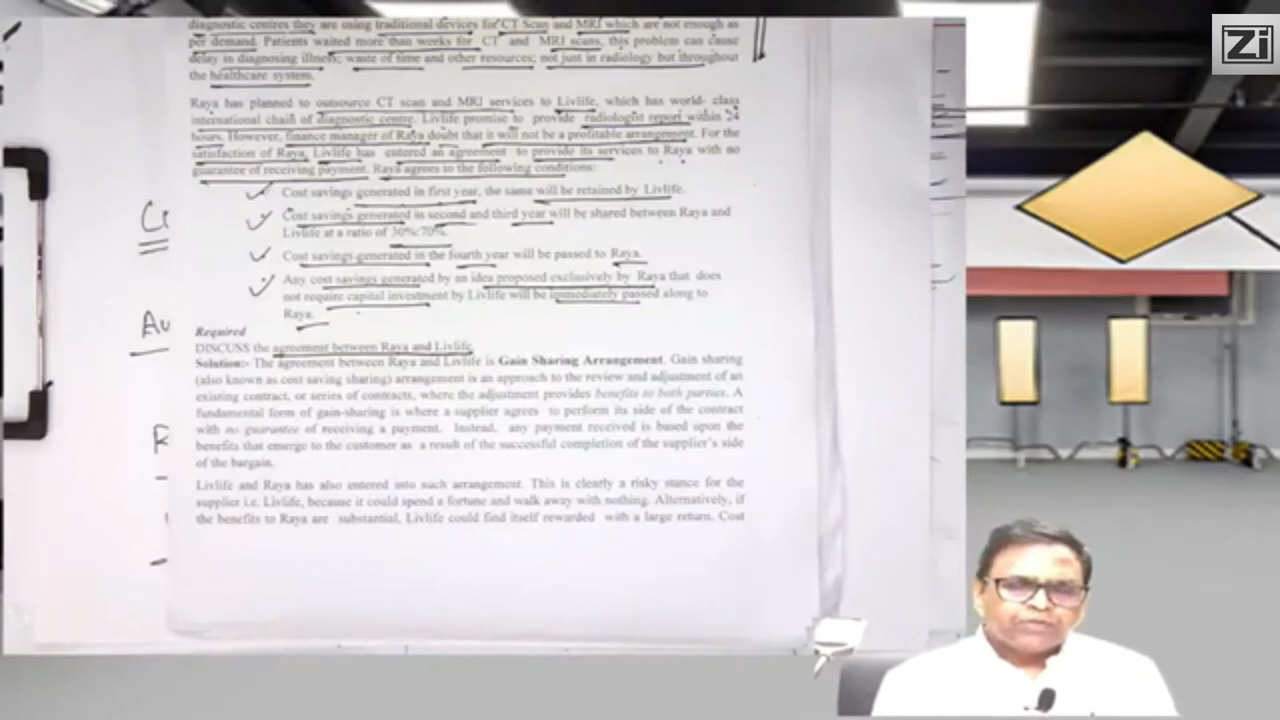 diagnostic centres they are using traditional devices for CT Scan and MRI which are not enough as
per demand. Patients waited more than weeks for CT and MRI scans, this problem can cause
delay in diagnosing illness; waste of time and other resources; not just in radiology but throughout
the healthcare system.
Raya has planned to outsource CT scan and MRI services to Livlife, which has world- class
international chain of diagnostic centre. Livlife promise to provide radiologist report within 24
hours. However, finance manager of Raya doubt that it will not be a profitable arrangement. For the
satisfaction of Raya, Livlife has entered an agreement to provide its services to Raya with no
guarantee of receiving payment. Raya agrees to the following conditions:
Cost savings generated in first year, the same will be retained by Livlife.
Cost savings generated in second and third year will be shared between Raya and
Livlife at a ratio of 30%:70%.
Cost savings generated in the fourth year will be passed to Raya.
Any cost savings generated by an idea proposed exclusively by Raya that does
not require capital investment by Livlife will be immediately passed along to
Raya.
Required
DISCUSS the agreement between Raya and Livlife.
Solution:- The agreement between Raya and Livlife is Gain Sharing Arrangement. Gain sharing
(also known as cost saving sharing) arrangement is an approach to the review and adjustment of an
existing contract, or series of contracts, where the adjustment provides benefits to both parties. A
fundamental form of gain-sharing is where a supplier agrees to perform its side of the contract
with no guarantee of receiving a payment. Instead, any payment received is based upon the
benefits that emerge to the customer as a result of the successful completion of the supplier's side
of the bargain.
Livlife and Raya has also entered into such arrangement. This is clearly a risky stance for the
supplier i.e. Livlife, because it could spend a fortune and walk away with nothing. Alternatively, if
the benefits to Raya are substantial, Livlife could find itself rewarded with a large return. Cost
Zi